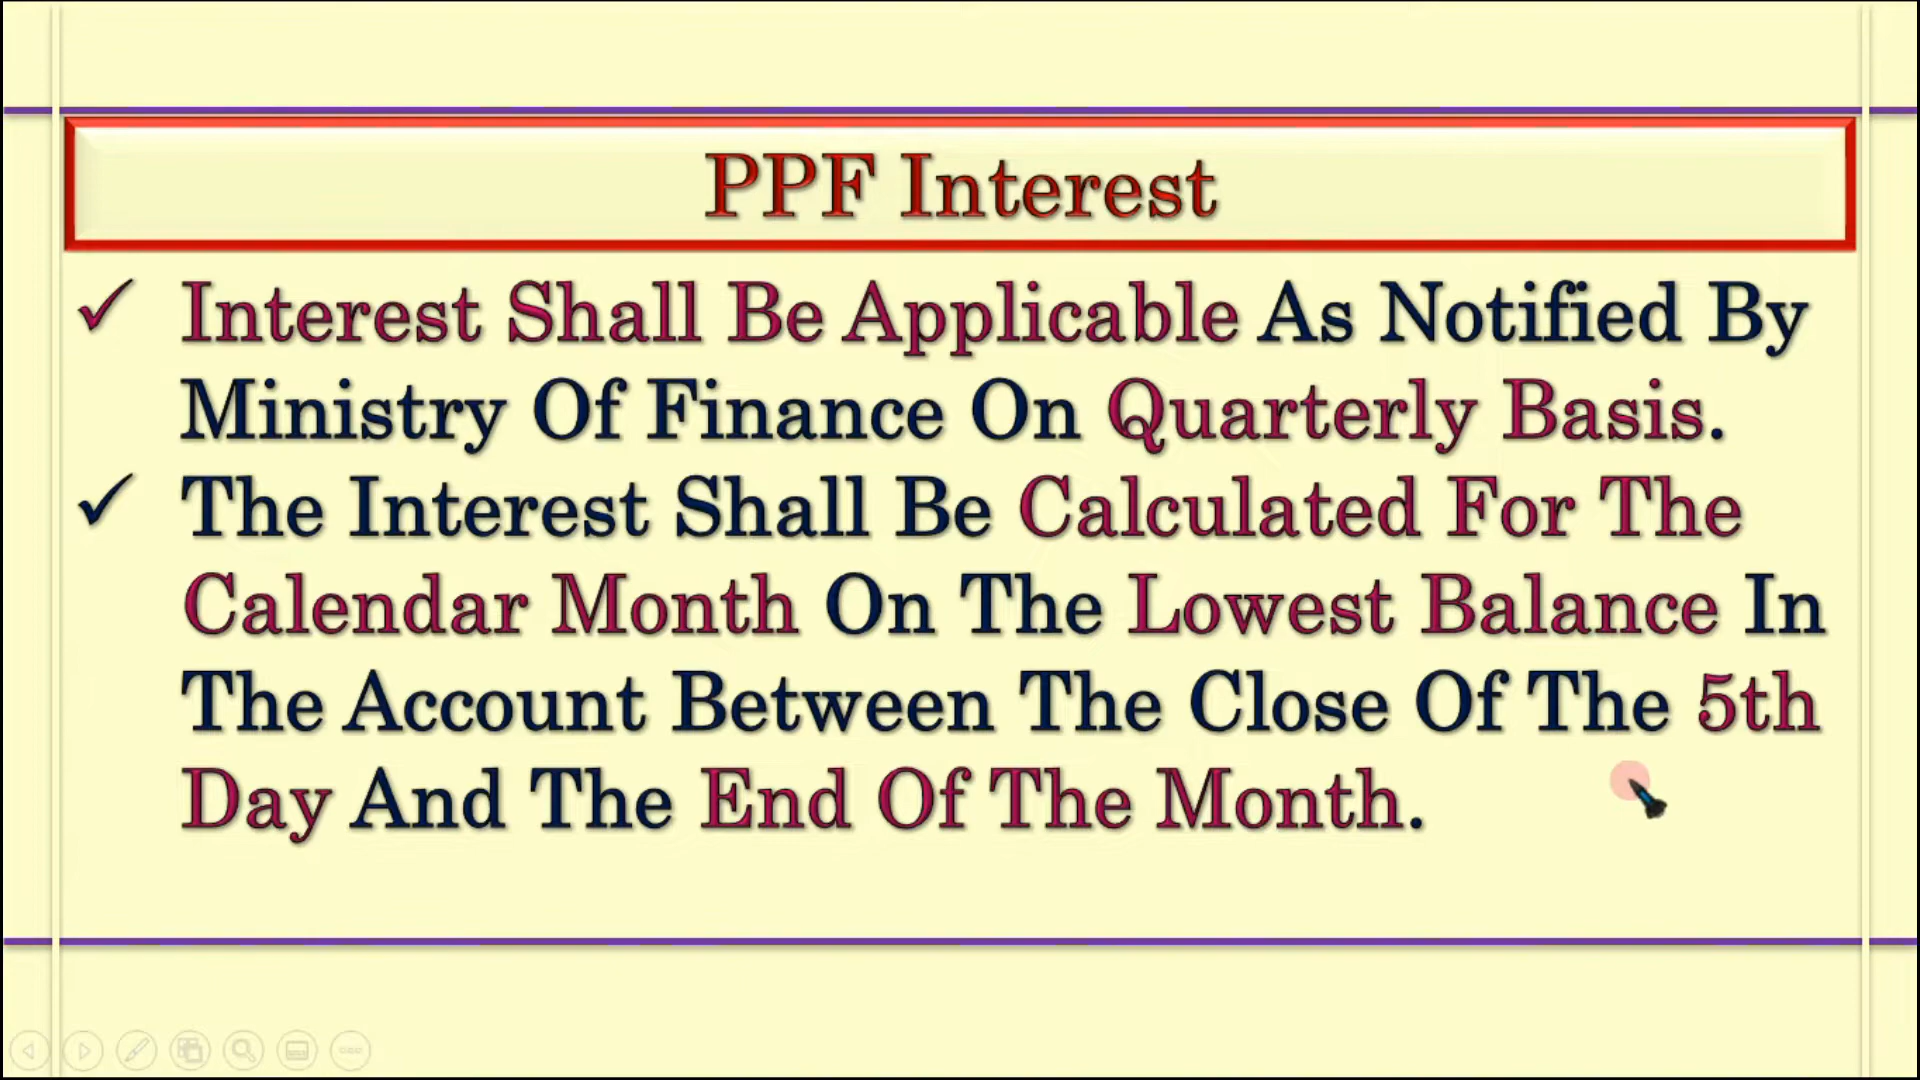 PPF Interest
✓ Interest Shall Be Applicable As Notified By
Ministry Of Finance On Quarterly Basis.
✓ The Interest Shall Be Calculated For The
Calendar Month On The Lowest Balance In
The Account Between The Close Of The 5th
Day And The End Of The Month.